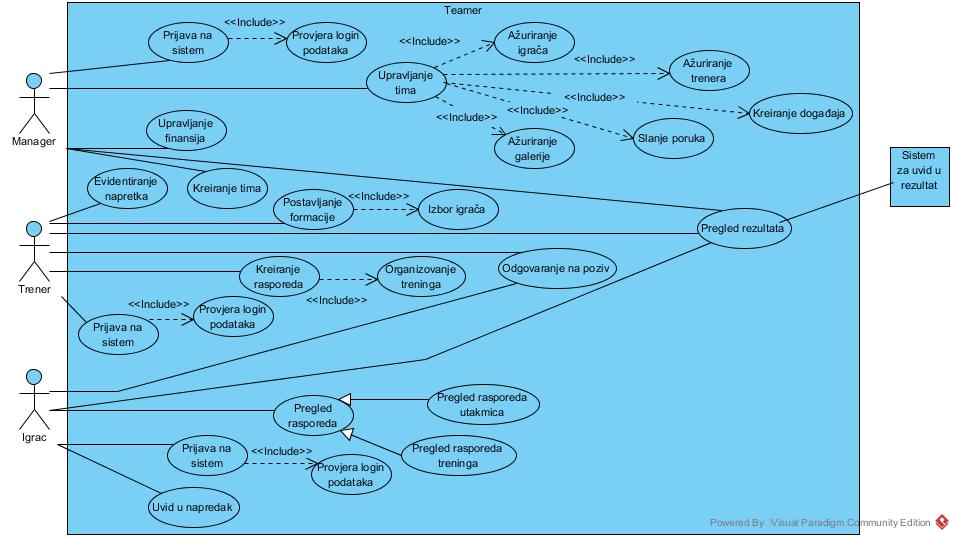 Teamer
Prijava na
sistem
<<Include>>
Provjera login
podataka
<<Include>>
Ažuriranje
igrača
Upravljanje
tima
<<Include>>
Ažuriranje
trenera
<<Include>>
Kreiranje događaja
<<Include>>
Slanje poruka
<<Include>>
Ažuriranje
galerije
Manager
Upravljanje
finansija
Sistem
za uvid u
rezultat
Evidentiranje
napretka
Kreiranje tima
Postavljanje
formacije
<<Include>>
Izbor igrača
Pregled rezultata
Trener
Kreiranje
rasporeda
<<Include>>
Organizovanje
treninga
Odgovaranje na poziv
Prijava na
sistem
<<Include>>
Provjera login
podataka
Igrac
Pregled
rasporeda
Pregled rasporeda
utakmica
Pregled rasporeda
treninga
Prijava na
sistem
<<Include>>
Provjera login
podataka
Uvid u napredak
Powered By Visual Paradigm Community Edition